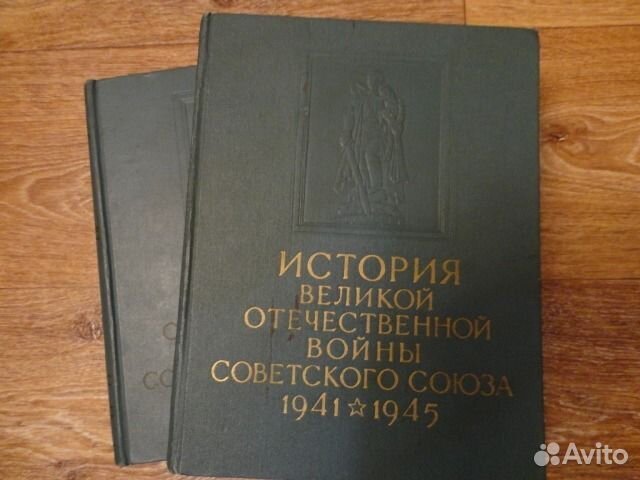 ИСТОРИЯ
ВЕЛИКОЙ
ОТЕЧЕСТВЕННОЙ
ВОЙНЫ
СОВЕТСКОГО СОЮЗА
1941 ☆ 1945
Avito